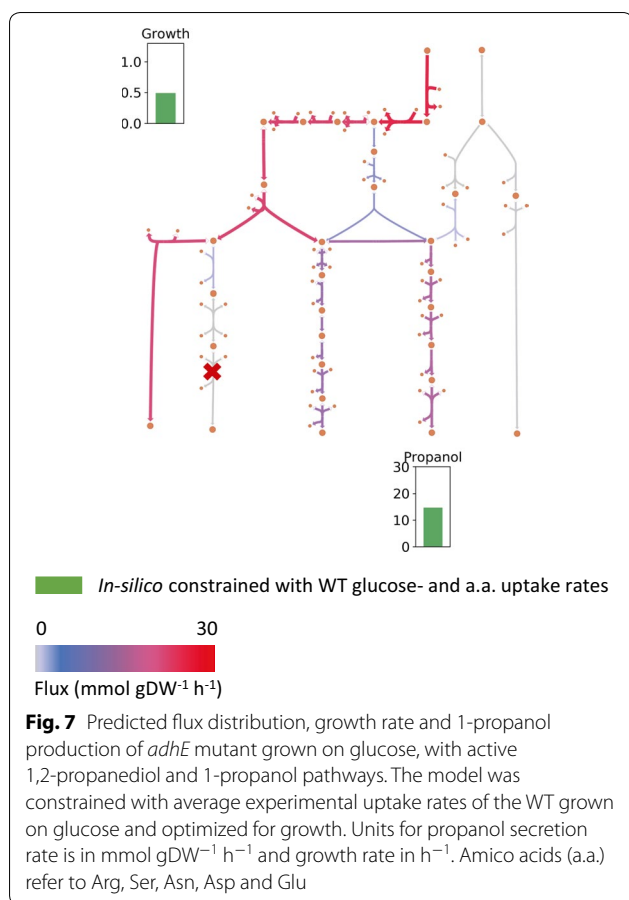 Growth
1.0
0.5
0.0
Propanol
30
20
10
0
In-silico constrained with WT glucose- and a.a. uptake rates
0 30
Flux (mmol gDW⁻¹ h⁻¹)
Fig. 7 Predicted flux distribution, growth rate and 1-propanol
production of adhE mutant grown on glucose, with active
1,2-propanediol and 1-propanol pathways. The model was
constrained with average experimental uptake rates of the WT grown
on glucose and optimized for growth. Units for propanol secretion
rate is in mmol gDW⁻¹ h⁻¹ and growth rate in h⁻¹. Amico acids (a.a.)
refer to Arg, Ser, Asn, Asp and Glu